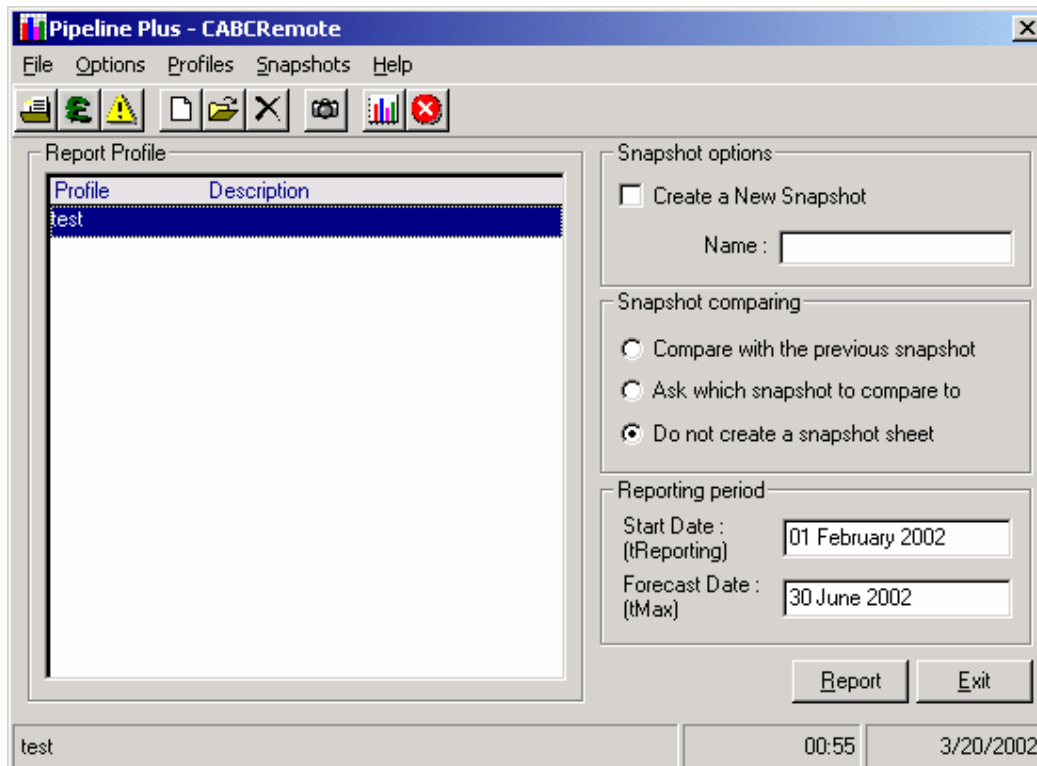 Pipeline Plus - CABCRemote
File Options Profiles Snapshots Help
Report Profile
Profile Description
test
Snapshot options
Create a New Snapshot
Name :
Snapshot comparing
Compare with the previous snapshot
Ask which snapshot to compare to
Do not create a snapshot sheet
Reporting period
Start Date :
(tReporting)
01 February 2002
Forecast Date :
(tMax)
30 June 2002
Report Exit
test 00:55 3/20/2002